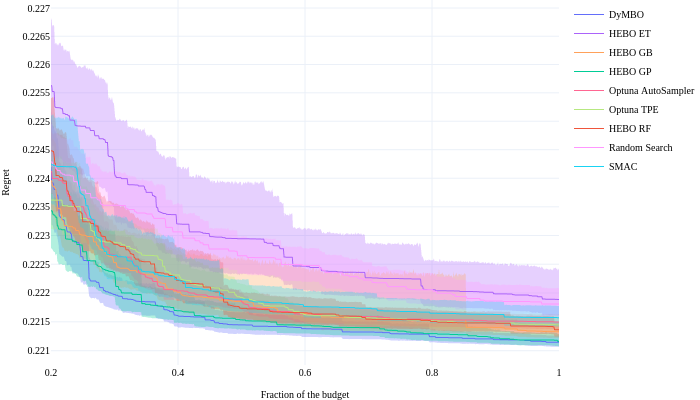 0.227
0.2265
0.226
0.2255
0.225
0.2245
0.224
0.2235
0.223
0.2225
0.222
0.2215
0.221
Regret
0.2
0.4
0.6
0.8
1
Fraction of the budget
DyMBO
HEBO ET
HEBO GB
HEBO GP
Optuna AutoSampler
Optuna TPE
HEBO RF
Random Search
SMAC